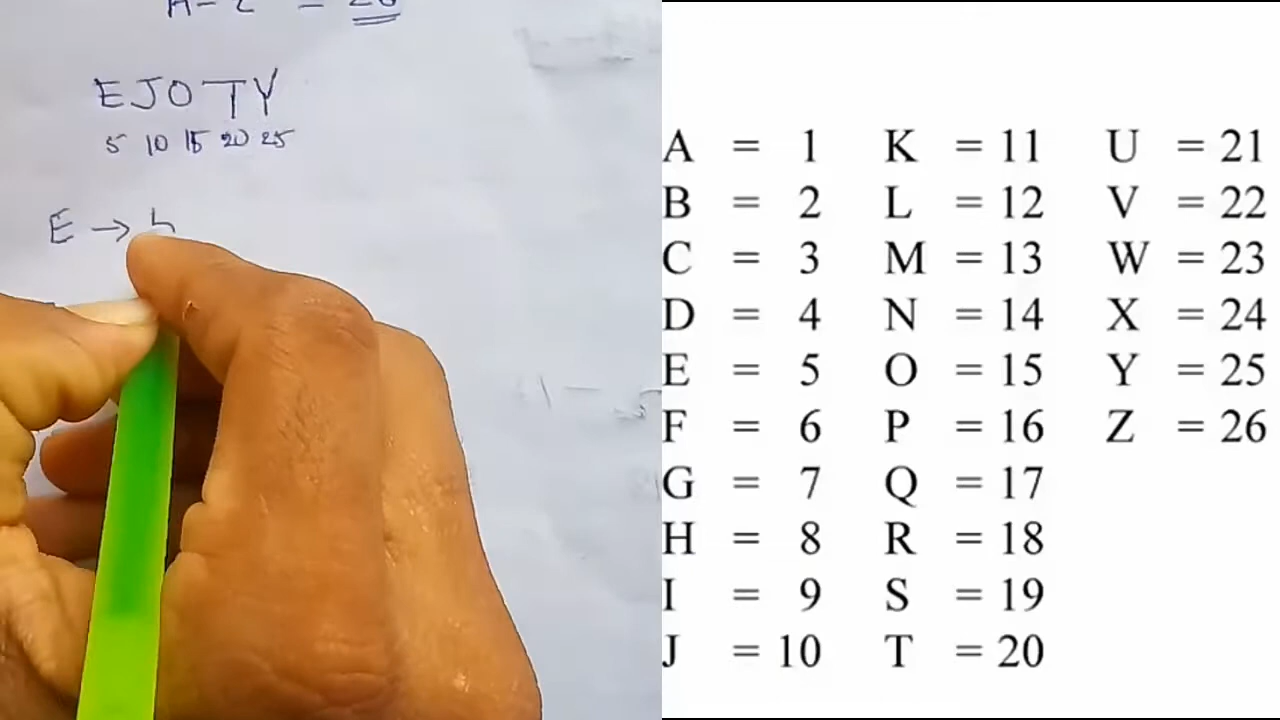 EJOTY
5 10 15 20 25
E →
A = 1 K = 11 U = 21
B = 2 L = 12 V = 22
C = 3 M = 13 W = 23
D = 4 N = 14 X = 24
E = 5 O = 15 Y = 25
F = 6 P = 16 Z = 26
G = 7 Q = 17
H = 8 R = 18
I = 9 S = 19
J = 10 T = 20